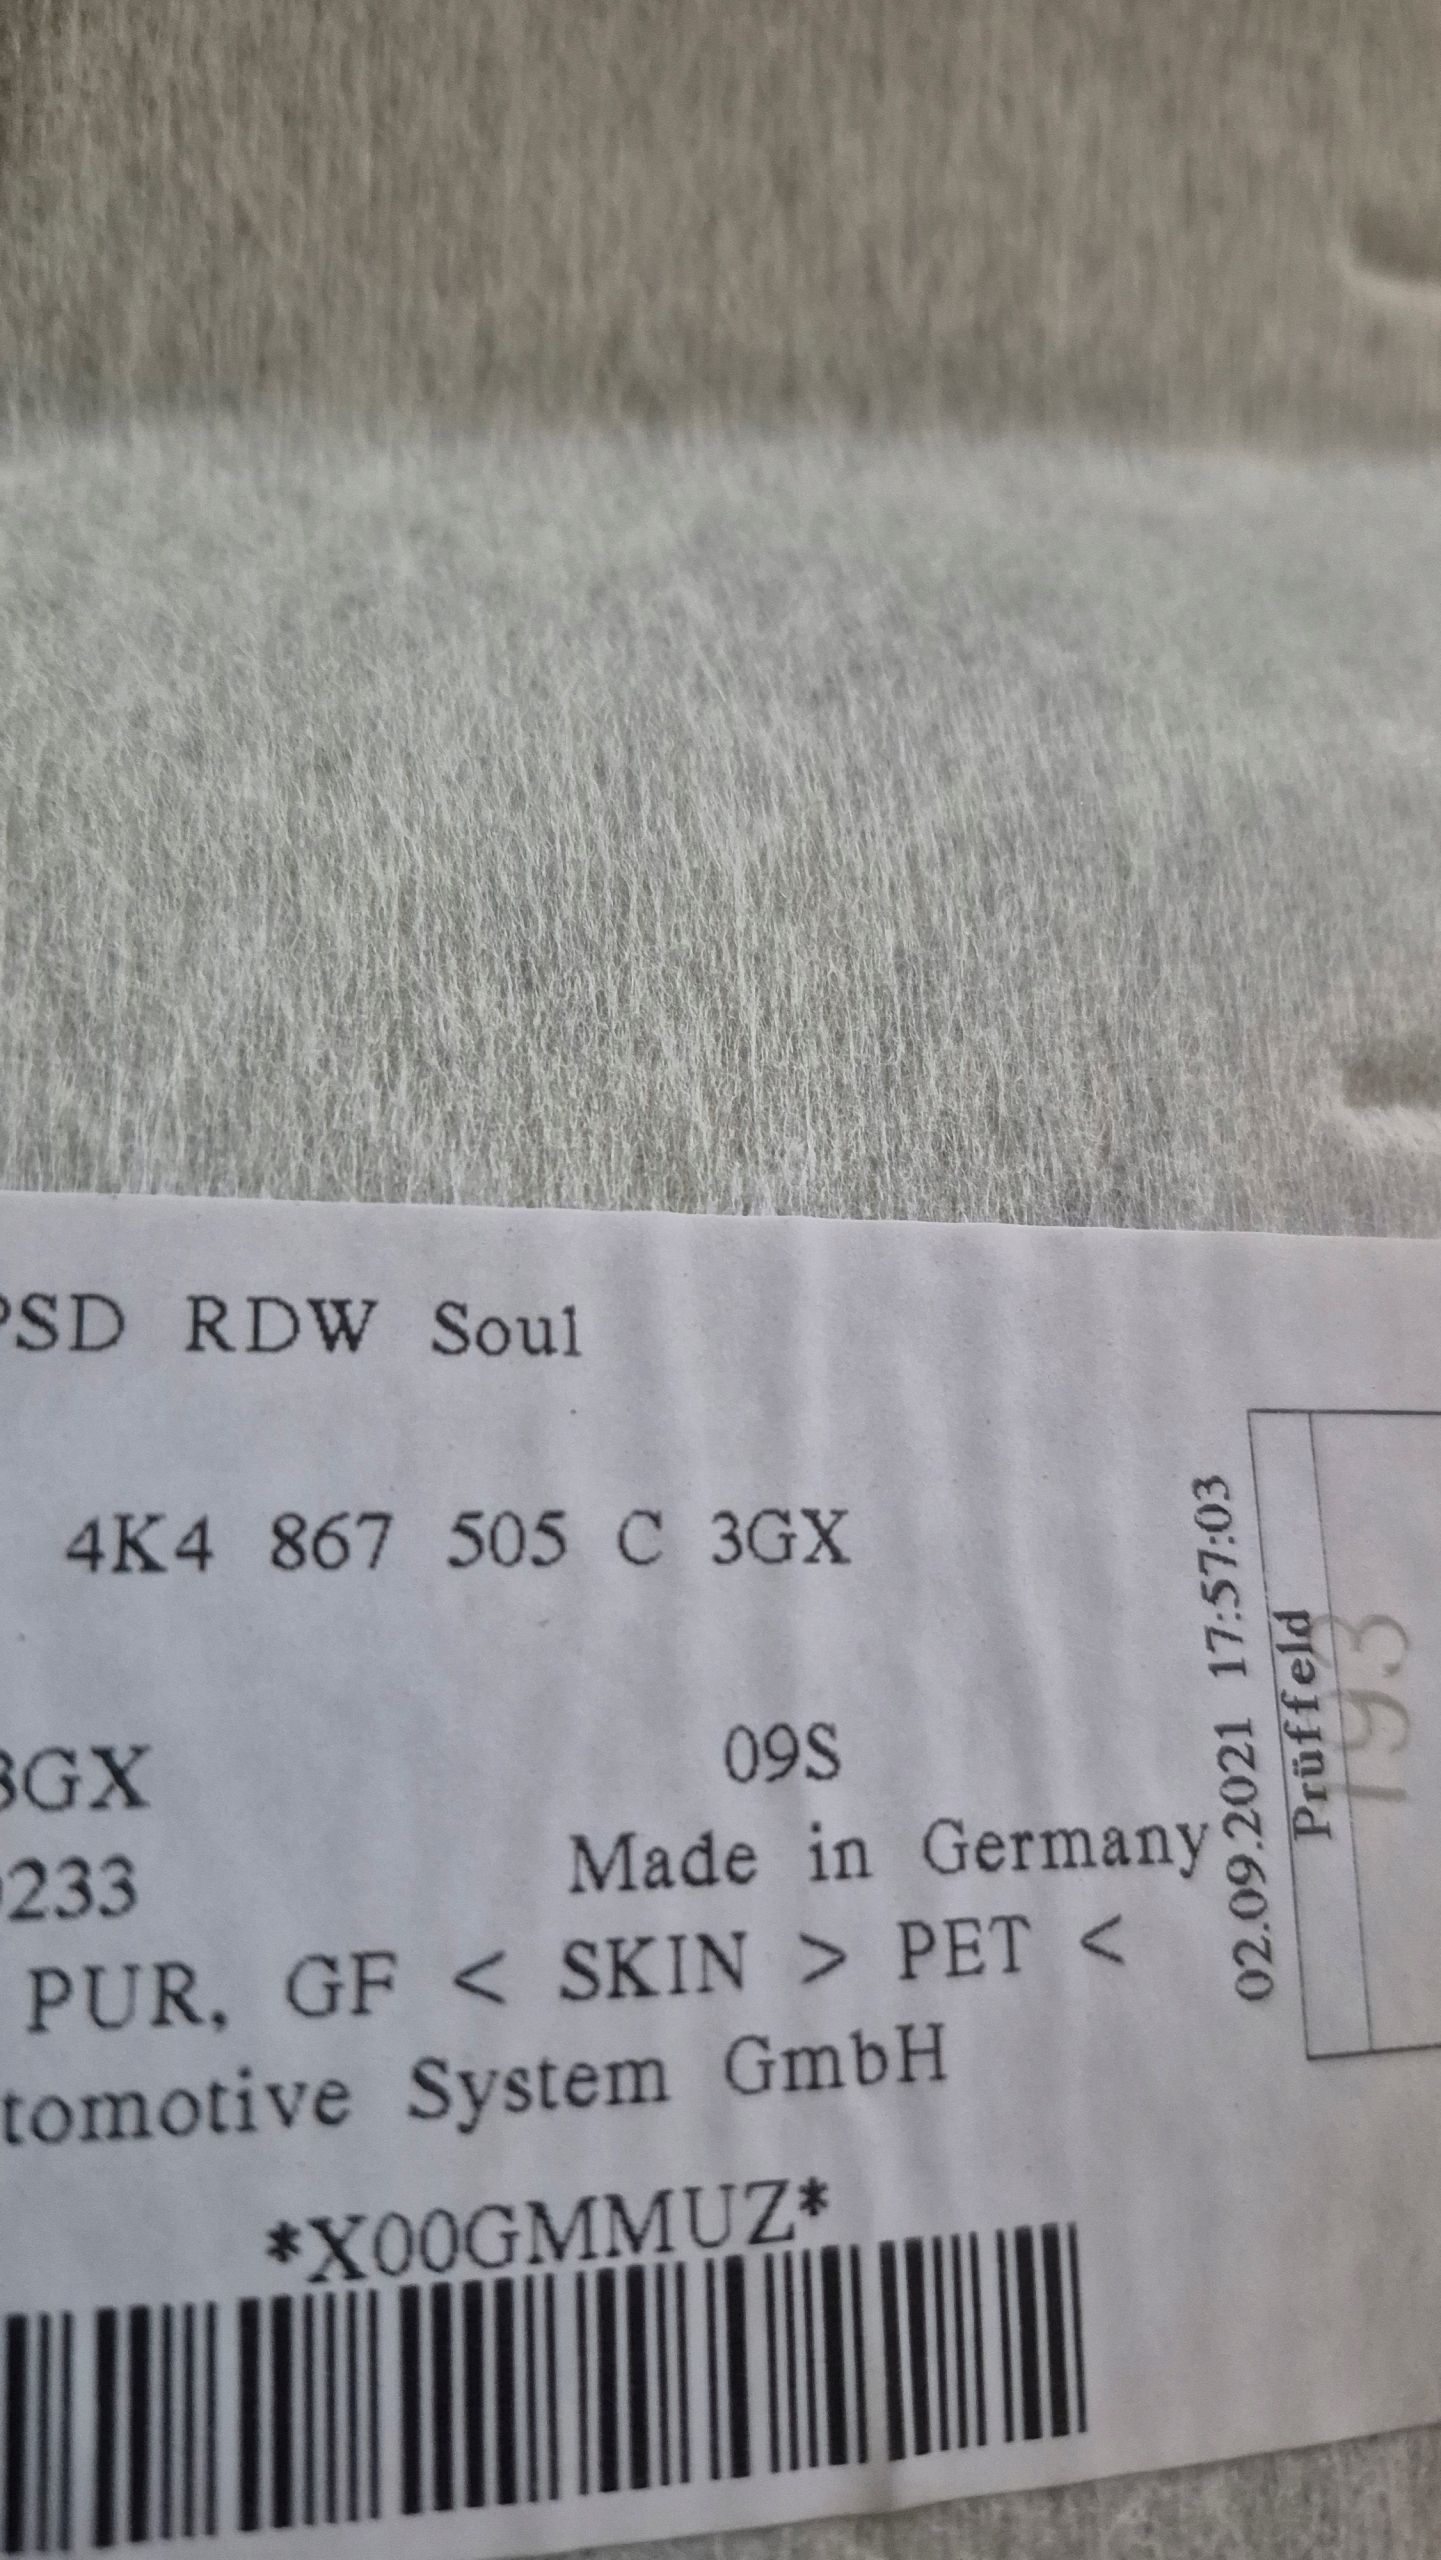 PSD RDW Soul
4K4 867 505 C 3GX
3GX 09S
0233 Made in Germany
PUR, GF < SKIN > PET <
tomotive System GmbH
*X00GMMUZ*
02.09.2021 17:57:03
Prüffeld
193